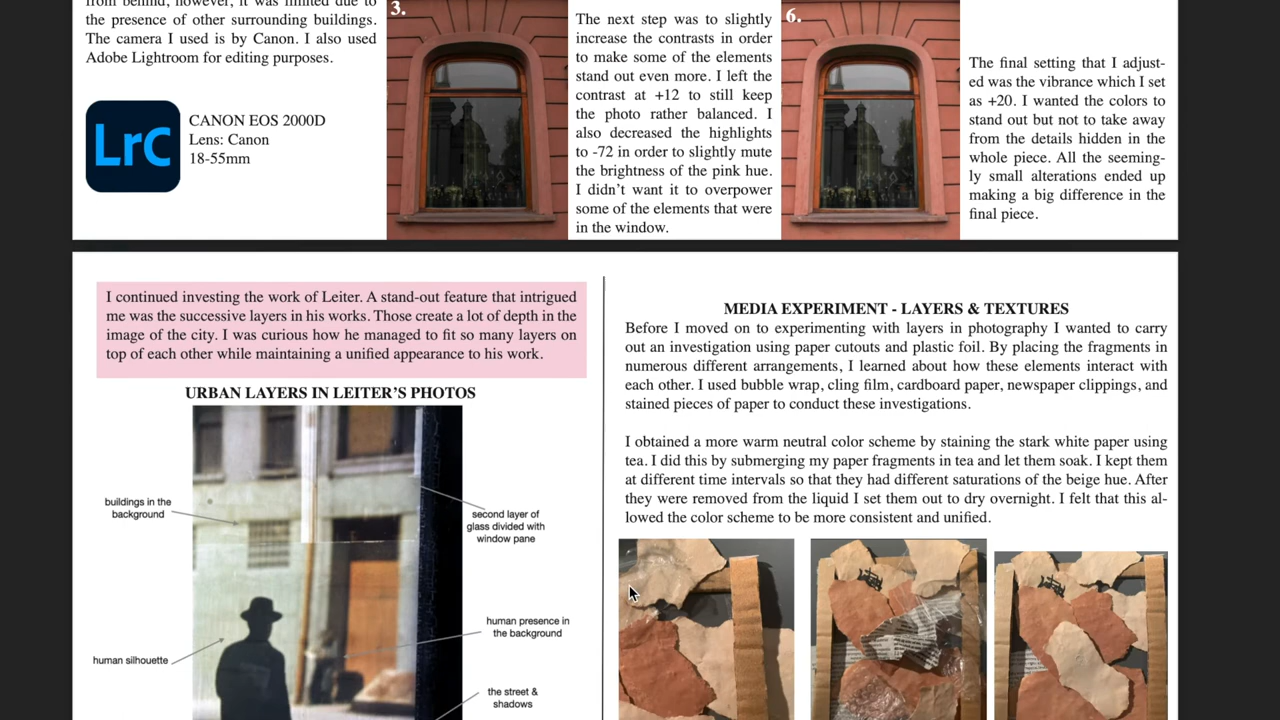 from behind, however, it was limited due to
the presence of other surrounding buildings.
The camera I used is by Canon. I also used
Adobe Lightroom for editing purposes.
LrC
CANON EOS 2000D
Lens: Canon
18-55mm
3.
The next step was to slightly
increase the contrasts in order
to make some of the elements
stand out even more. I left the
contrast at +12 to still keep
the photo rather balanced. I
also decreased the highlights
to -72 in order to slightly mute
the brightness of the pink hue.
I didn't want it to overpower
some of the elements that were
in the window.
6.
The final setting that I adjust-
ed was the vibrance which I set
as +20. I wanted the colors to
stand out but not to take away
from the details hidden in the
whole piece. All the seeming-
ly small alterations ended up
making a big difference in the
final piece.
I continued investing the work of Leiter. A stand-out feature that intrigued
me was the successive layers in his works. Those create a lot of depth in the
image of the city. I was curious how he managed to fit so many layers on
top of each other while maintaining a unified appearance to his work.
URBAN LAYERS IN LEITER'S PHOTOS
buildings in the
background
second layer of
glass divided with
window pane
human presence in
the background
human silhouette
the street &
shadows
MEDIA EXPERIMENT - LAYERS & TEXTURES
Before I moved on to experimenting with layers in photography I wanted to carry
out an investigation using paper cutouts and plastic foil. By placing the fragments in
numerous different arrangements, I learned about how these elements interact with
each other. I used bubble wrap, cling film, cardboard paper, newspaper clippings, and
stained pieces of paper to conduct these investigations.
I obtained a more warm neutral color scheme by staining the stark white paper using
tea. I did this by submerging my paper fragments in tea and let them soak. I kept them
at different time intervals so that they had different saturations of the beige hue. After
they were removed from the liquid I set them out to dry overnight. I felt that this al-
lowed the color scheme to be more consistent and unified.